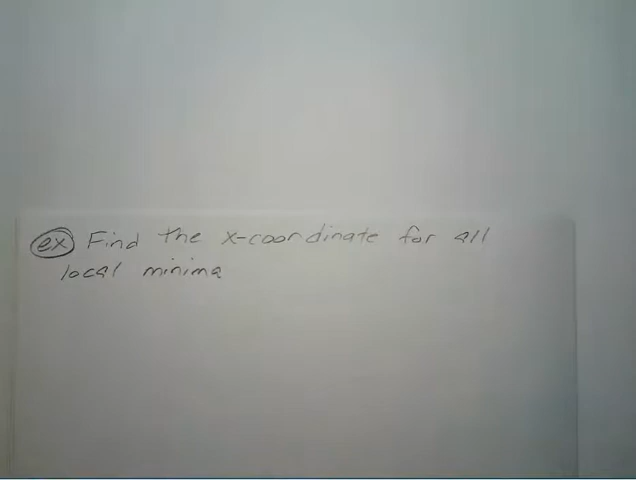 ex Find the x-coordinate for all
local minima